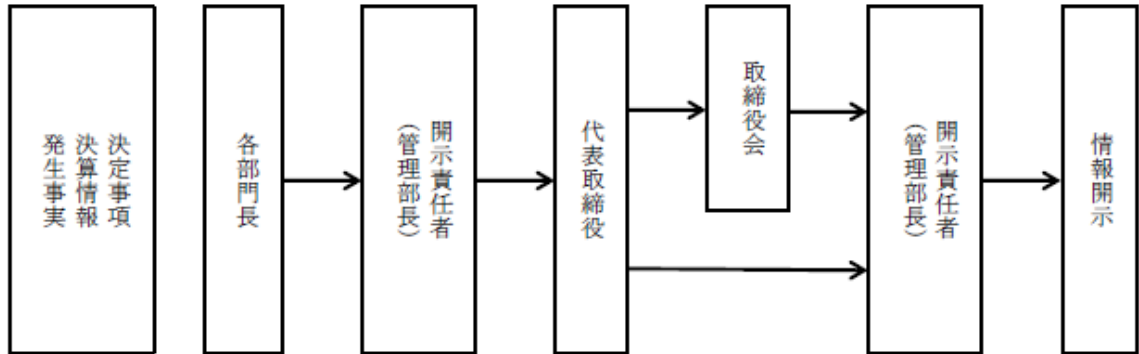 決定事項
決算情報
発生事実
各部門長
開示責任者
（管理部長）
代表取締役
取締役会
開示責任者
（管理部長）
情報開示